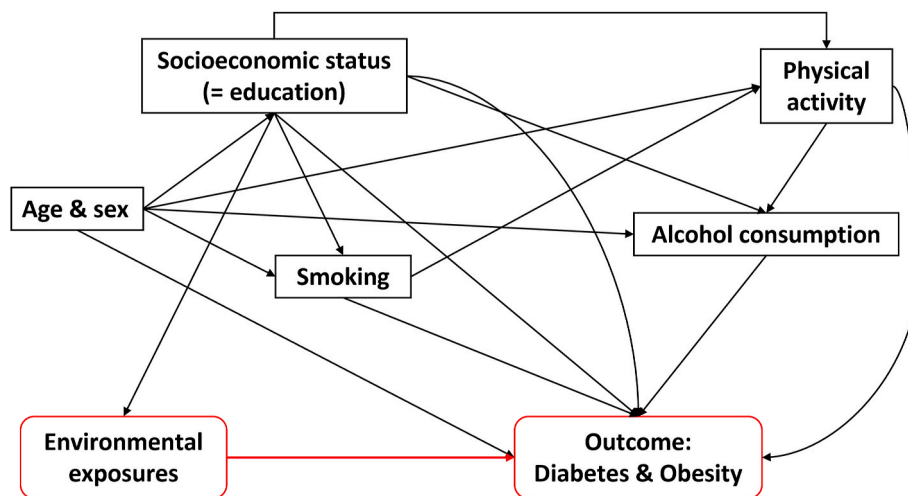 Socioeconomic status
(= education)
Physical
activity
Age & sex
Alcohol consumption
Smoking
Environmental
exposures
Outcome:
Diabetes & Obesity